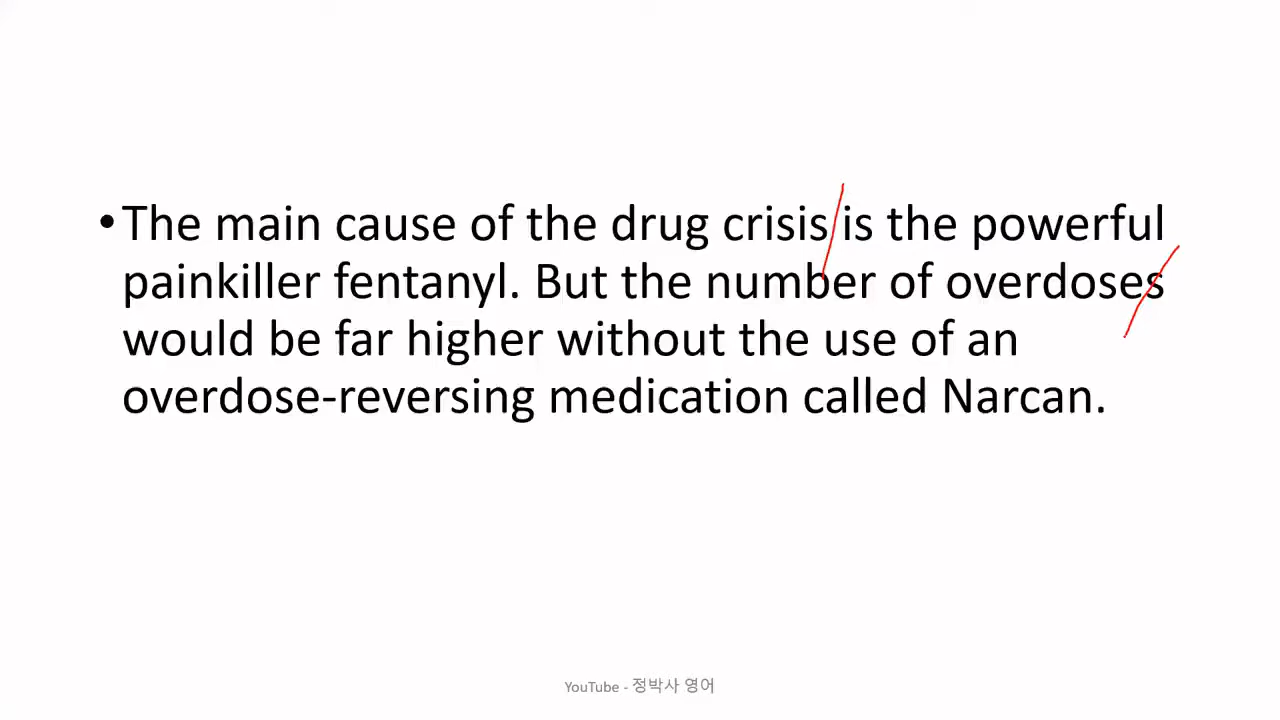 •The main cause of the drug crisis is the powerful
painkiller fentanyl. But the number of overdoses
would be far higher without the use of an
overdose-reversing medication called Narcan.
YouTube - 정박사 영어